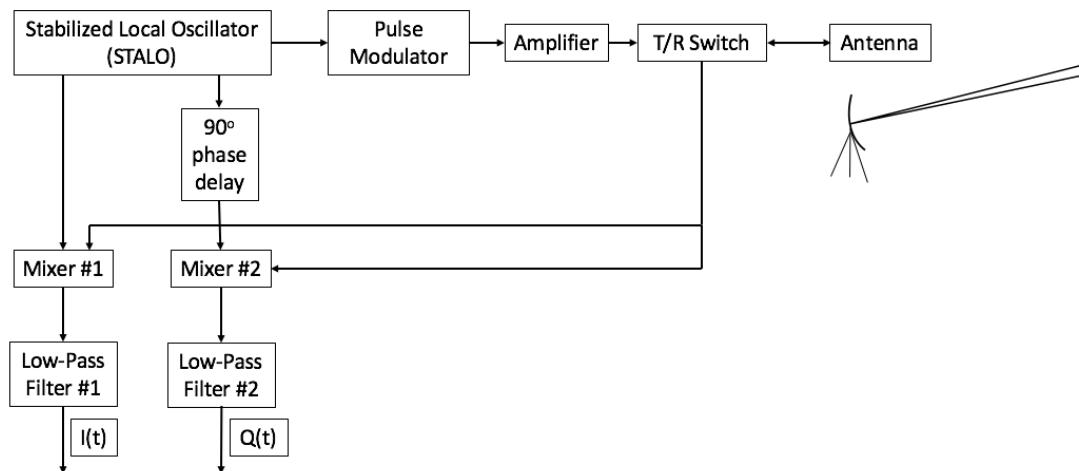 Stabilized Local Oscillator
(STALO)
Pulse
Modulator
Amplifier
T/R Switch
Antenna
90º
phase
delay
Mixer #1
Mixer #2
Low-Pass
Filter #1
Low-Pass
Filter #2
I(t)
Q(t)